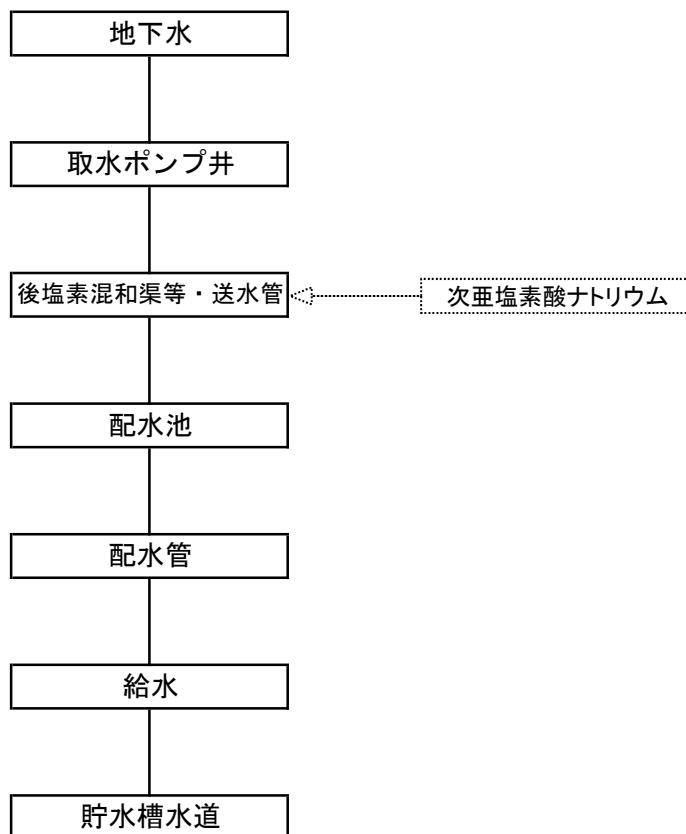 地下水
取水ポンプ井
後塩素混和渠等・送水管
次亜塩素酸ナトリウム
配水池
配水管
給水
貯水槽水道